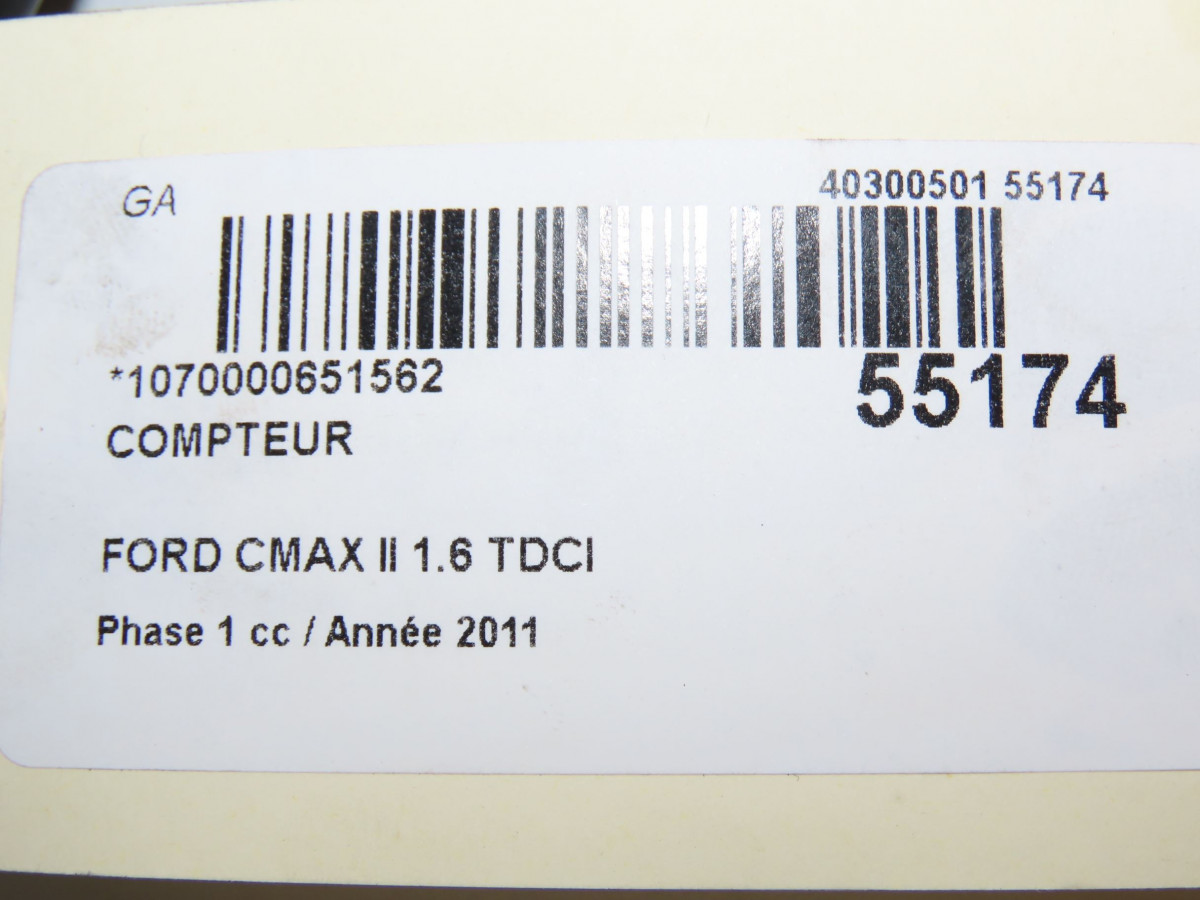 GA
40300501 55174
*1070000651562
55174
COMPTEUR
FORD CMAX II 1.6 TDCI
Phase 1 cc / Année 2011